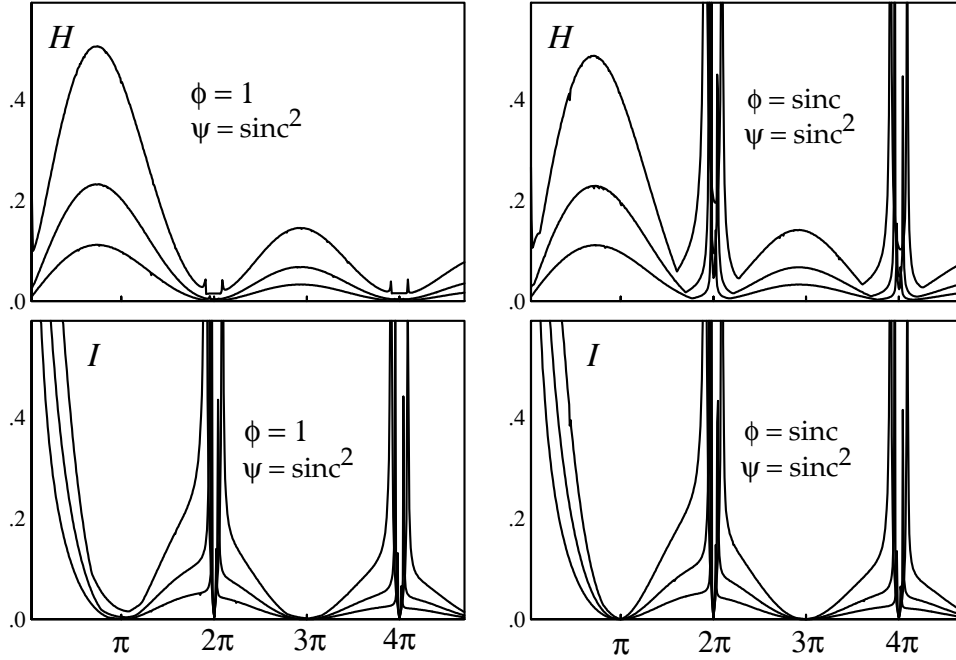 H
ϕ = 1
ψ = sinc²
.4
.2
.0
H
ϕ = sinc
ψ = sinc²
.4
.2
.0
I
ϕ = 1
ψ = sinc²
.4
.2
.0
π 2π 3π 4π
I
ϕ = sinc
ψ = sinc²
.4
.2
.0
π 2π 3π 4π